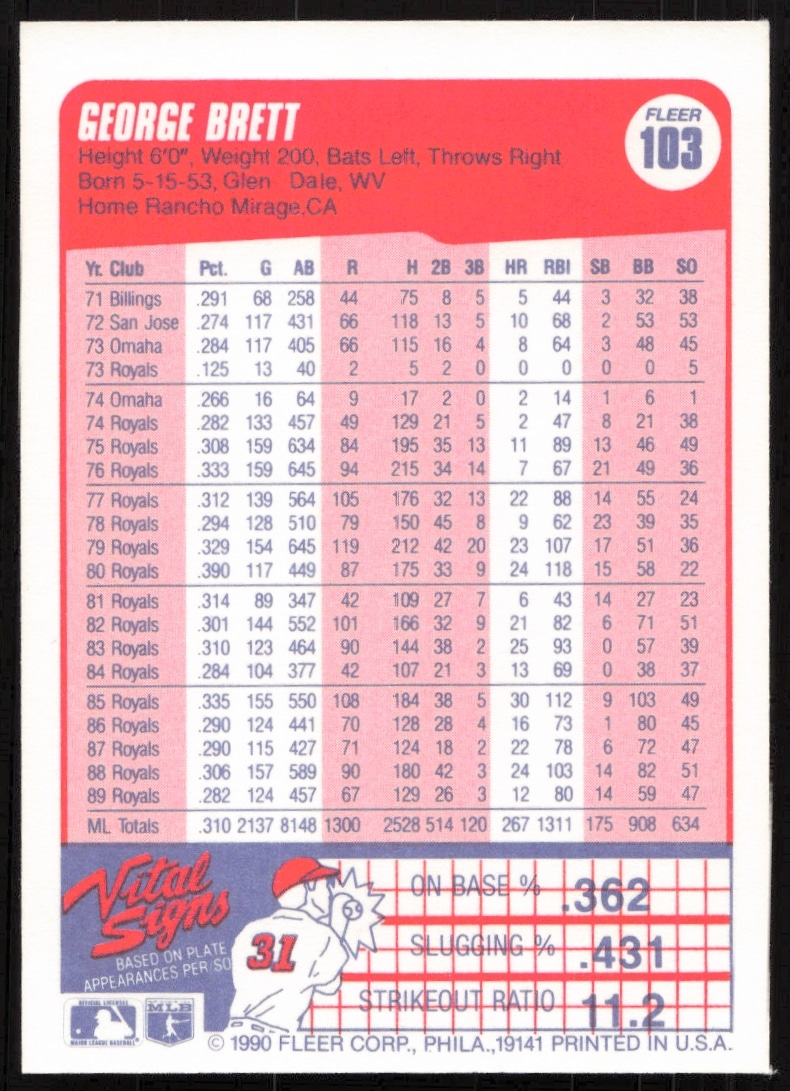 GEORGE BRETT
FLEER
103
Height 6'0", Weight 200, Bats Left, Throws Right
Born 5-15-53, Glen Dale, WV
Home Rancho Mirage,CA
Yr. Club Pct. G AB R H 2B 3B HR RBI SB BB SO
71 Billings .291 68 258 44 75 8 5 5 44 3 32 38
72 San Jose .274 117 431 66 118 13 5 10 68 2 53 53
73 Omaha .284 117 405 66 115 16 4 8 64 3 48 45
73 Royals .125 13 40 2 5 2 0 0 0 0 0 5
74 Omaha .266 16 64 9 17 2 0 2 14 1 6 1
74 Royals .282 133 457 49 129 21 5 2 47 8 21 38
75 Royals .308 159 634 84 195 35 13 11 89 13 46 49
76 Royals .333 159 645 94 215 34 14 7 67 21 49 36
77 Royals .312 139 564 105 176 32 13 22 88 14 55 24
78 Royals .294 128 510 79 150 45 8 9 62 23 39 35
79 Royals .329 154 645 119 212 42 20 23 107 17 51 36
80 Royals .390 117 449 87 175 33 9 24 118 15 58 22
81 Royals .314 89 347 42 109 27 7 6 43 14 27 23
82 Royals .301 144 552 101 166 32 9 21 82 6 71 51
83 Royals .310 123 464 90 144 38 2 25 93 0 57 39
84 Royals .284 104 377 42 107 21 3 13 69 0 38 37
85 Royals .335 155 550 108 184 38 5 30 112 9 103 49
86 Royals .290 124 441 70 128 28 4 16 73 1 80 45
87 Royals .290 115 427 71 124 18 2 22 78 6 72 47
88 Royals .306 157 589 90 180 42 3 24 103 14 82 51
89 Royals .282 124 457 67 129 26 3 12 80 14 59 47
ML Totals .310 2137 8148 1300 2528 514 120 267 1311 175 908 634
Vital
Signs
BASED ON PLATE
APPEARANCES PER SO
31
ON BASE % .362
SLUGGING % .431
STRIKEOUT RATIO 11.2
OFFICIAL LICENSEE
MAJOR LEAGUE BASEBALL
MLB
© 1990 FLEER CORP., PHILA.,19141 PRINTED IN U.S.A.